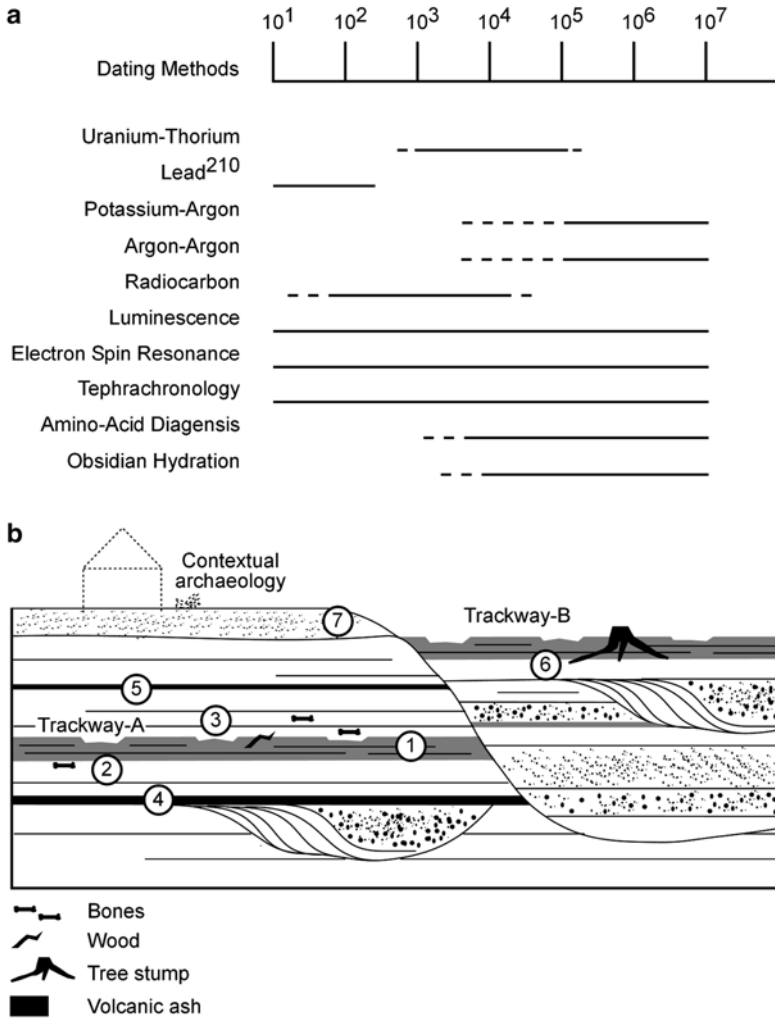 a
10¹ 10² 10³ 10⁴ 10⁵ 10⁶ 10⁷
Dating Methods
Uranium-Thorium
Lead²¹⁰
Potassium-Argon
Argon-Argon
Radiocarbon
Luminescence
Electron Spin Resonance
Tephrachronology
Amino-Acid Diagensis
Obsidian Hydration
b
Contextual
archaeology
7
Trackway-B
6
5
3
Trackway-A
1
2
4
Bones
Wood
Tree stump
Volcanic ash